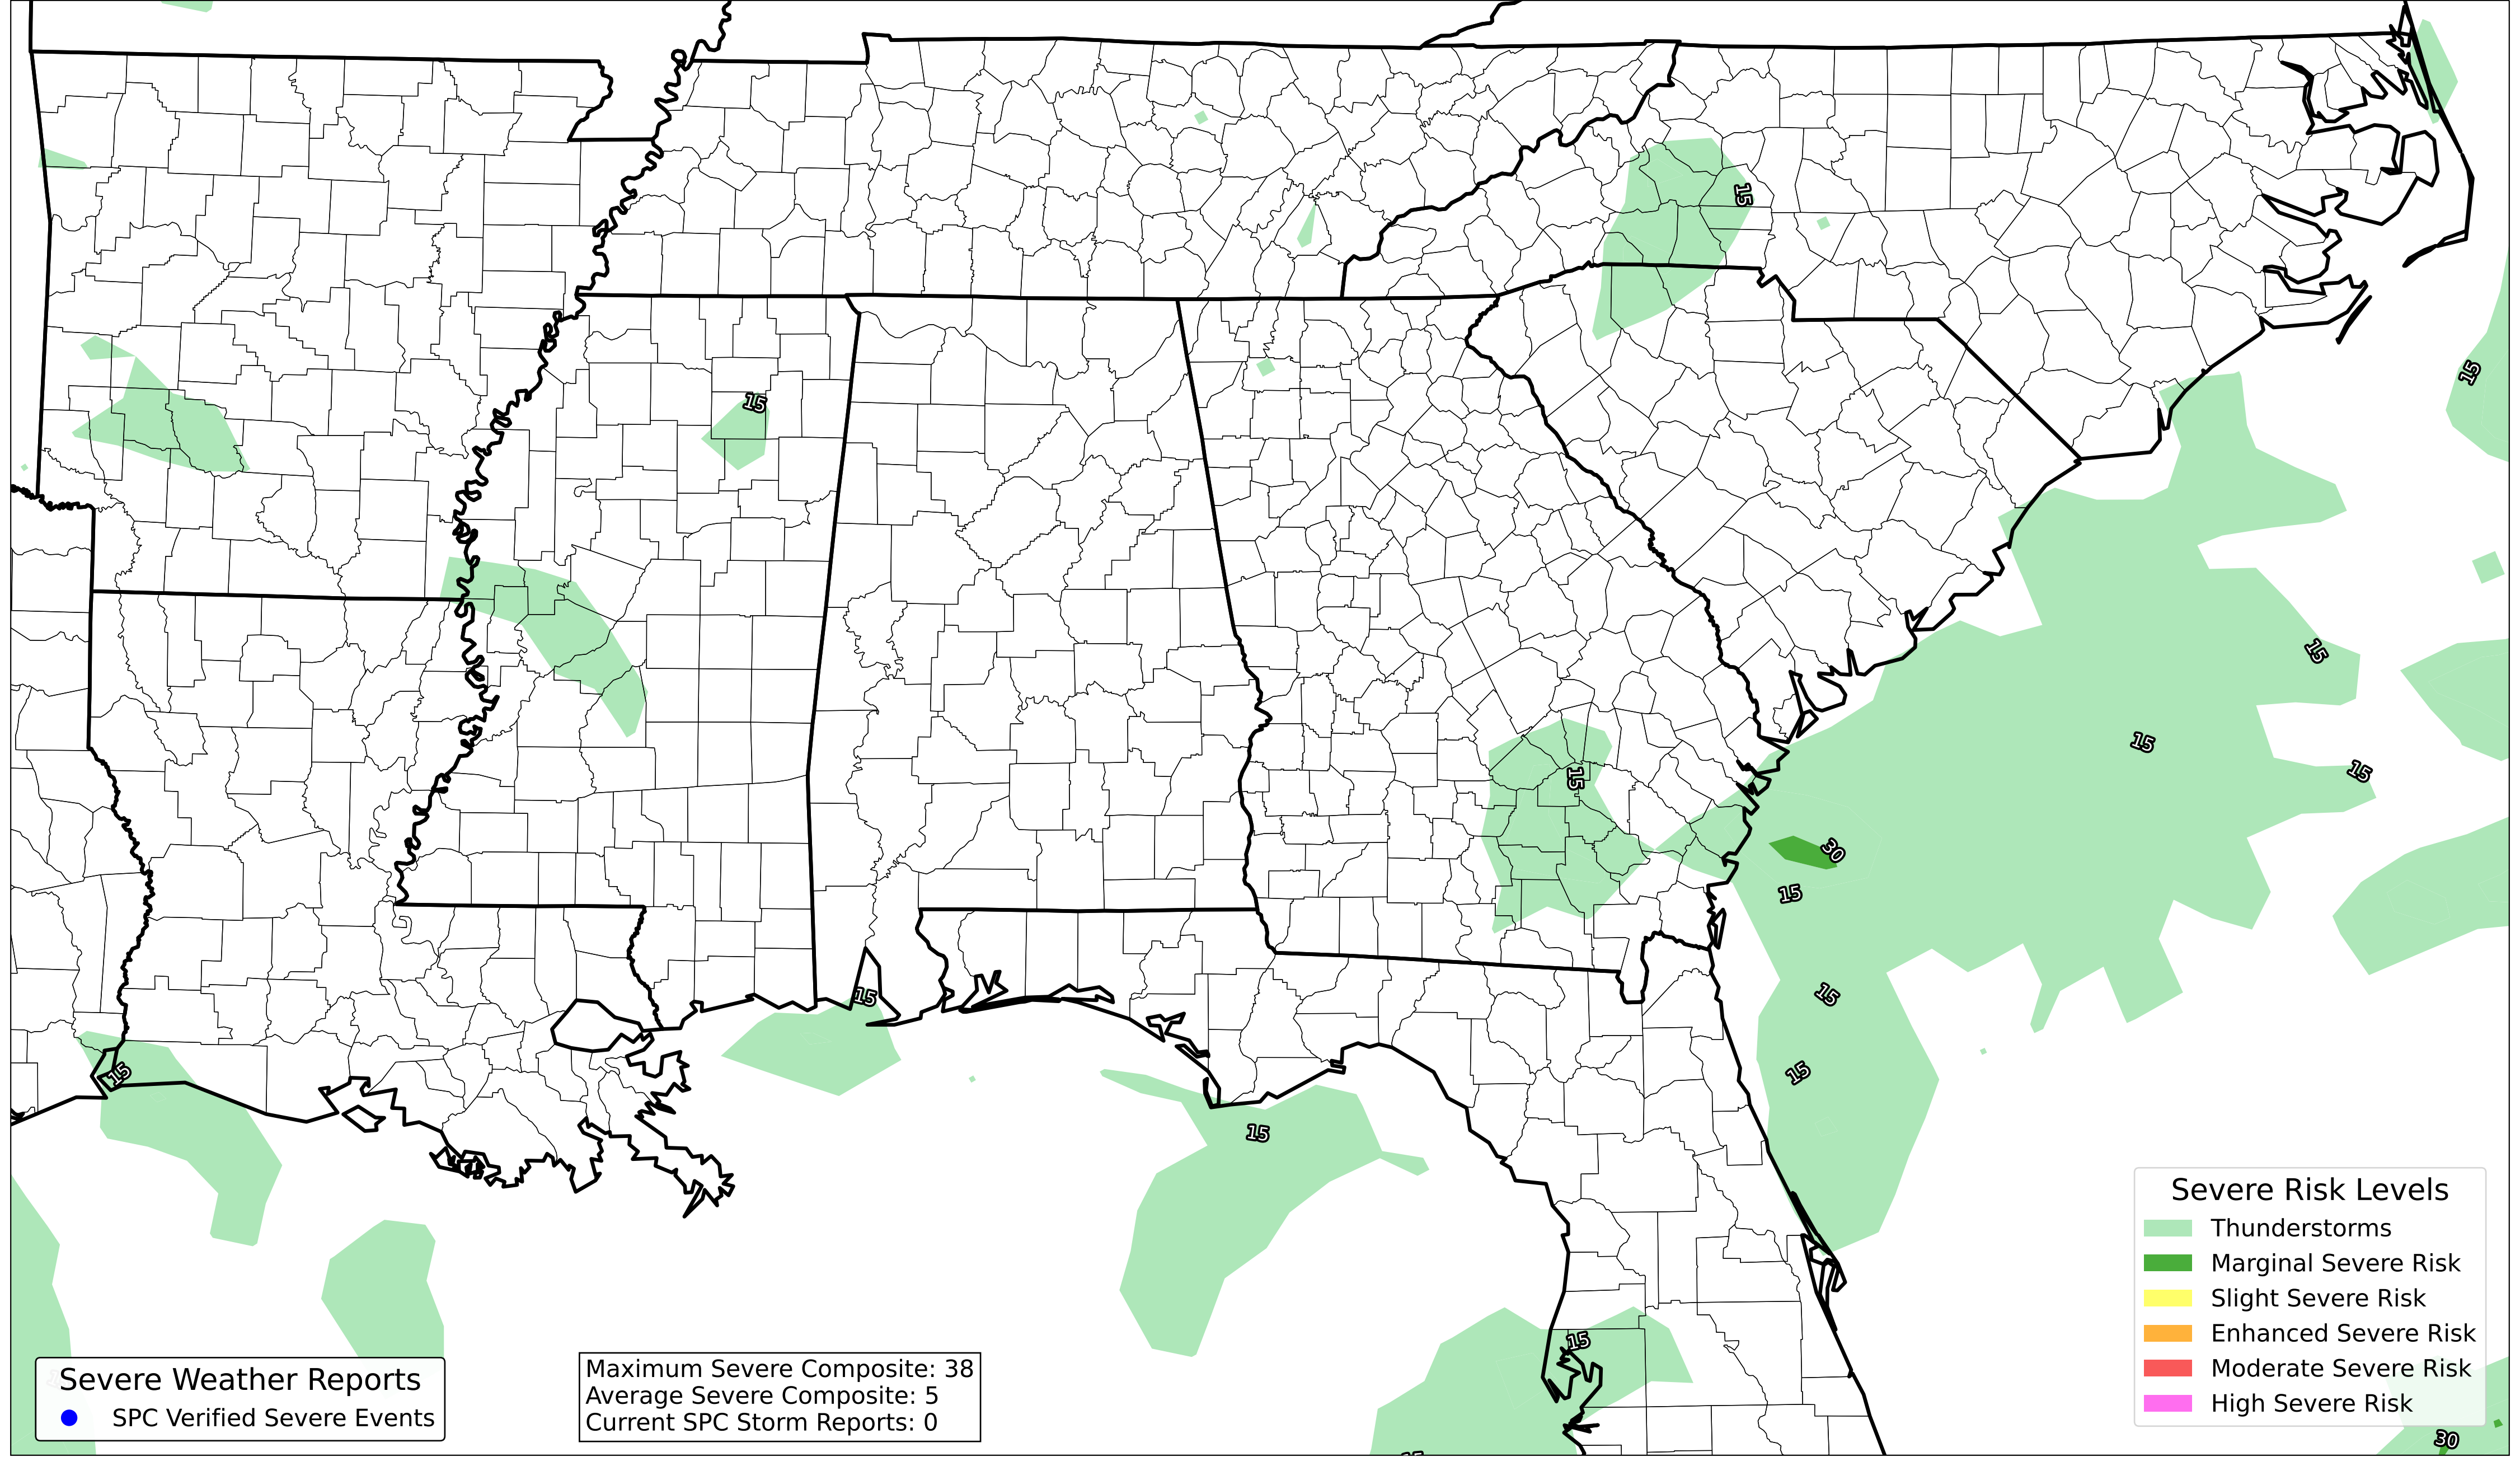 15
15
15
15
15
15
15
15
30
15
15
15
15
15
15
15
30
Severe Risk Levels
Thunderstorms
Marginal Severe Risk
Slight Severe Risk
Enhanced Severe Risk
Moderate Severe Risk
High Severe Risk
Severe Weather Reports
SPC Verified Severe Events
Maximum Severe Composite: 38
Average Severe Composite: 5
Current SPC Storm Reports: 0